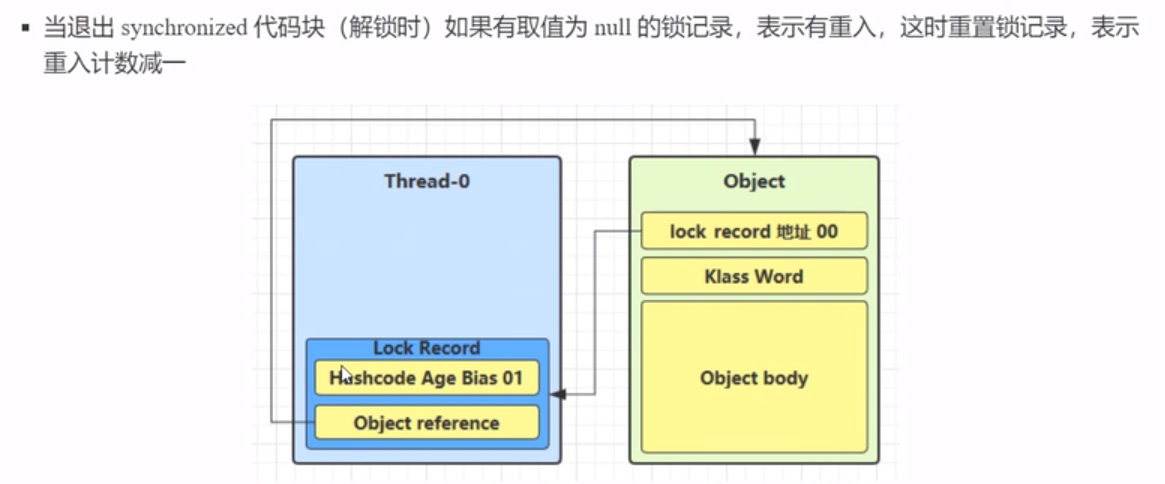 ▪ 当退出 synchronized 代码块（解锁时）如果有取值为 null 的锁记录，表示有重入，这时重置锁记录，表示
重入计数减一
Thread-0
Object
lock record 地址 00
Klass Word
Lock Record
Hashcode Age Bias 01
Object body
Object reference